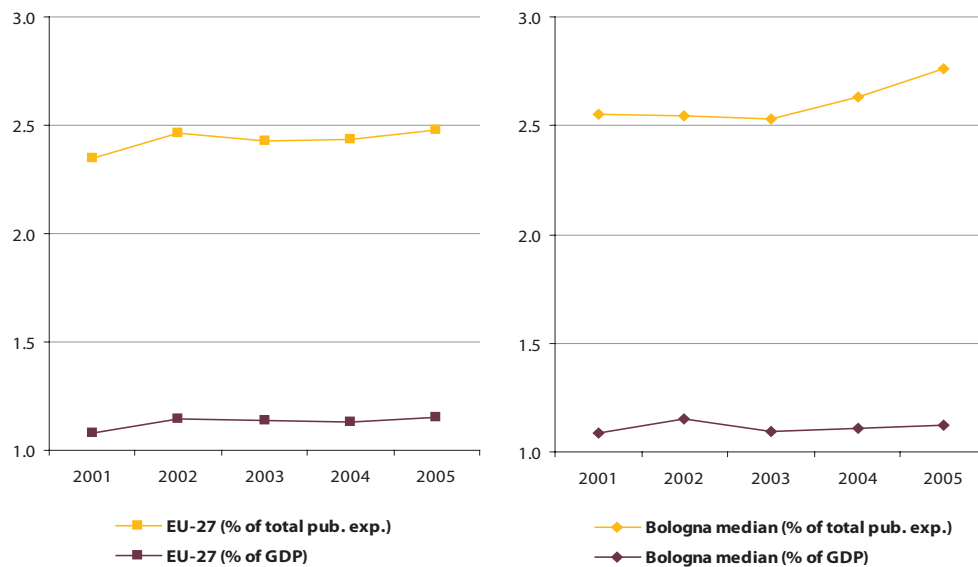 3.0
2.5
2.0
1.5
1.0
2001 2002 2003 2004 2005
EU-27 (% of total pub. exp.)
EU-27 (% of GDP)
3.0
2.5
2.0
1.5
1.0
2001 2002 2003 2004 2005
Bologna median (% of total pub. exp.)
Bologna median (% of GDP)